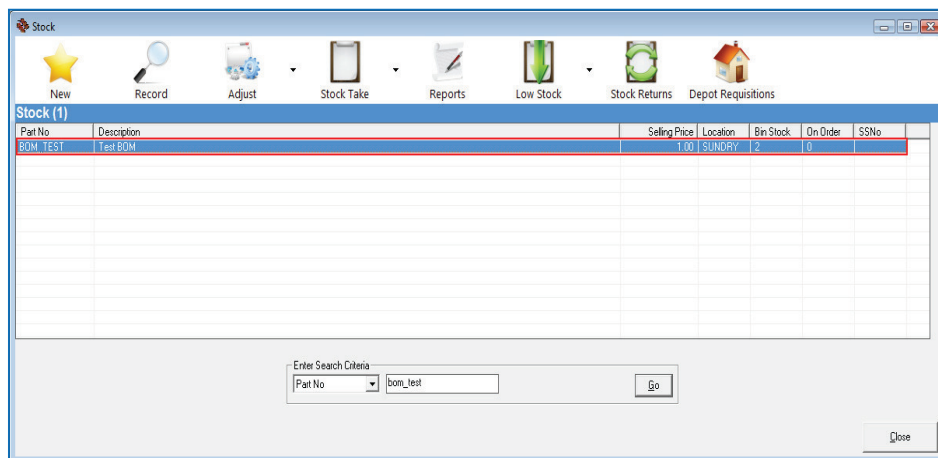 Stock
New Record Adjust Stock Take Reports Low Stock Stock Returns Depot Requisitions
Stock (1)
Part No Description Selling Price Location Bin Stock On Order SSNo
BOM_TEST Test BOM 1.00 SUNDRY 2 0
Enter Search Criteria
Part No bom_test Go
Close